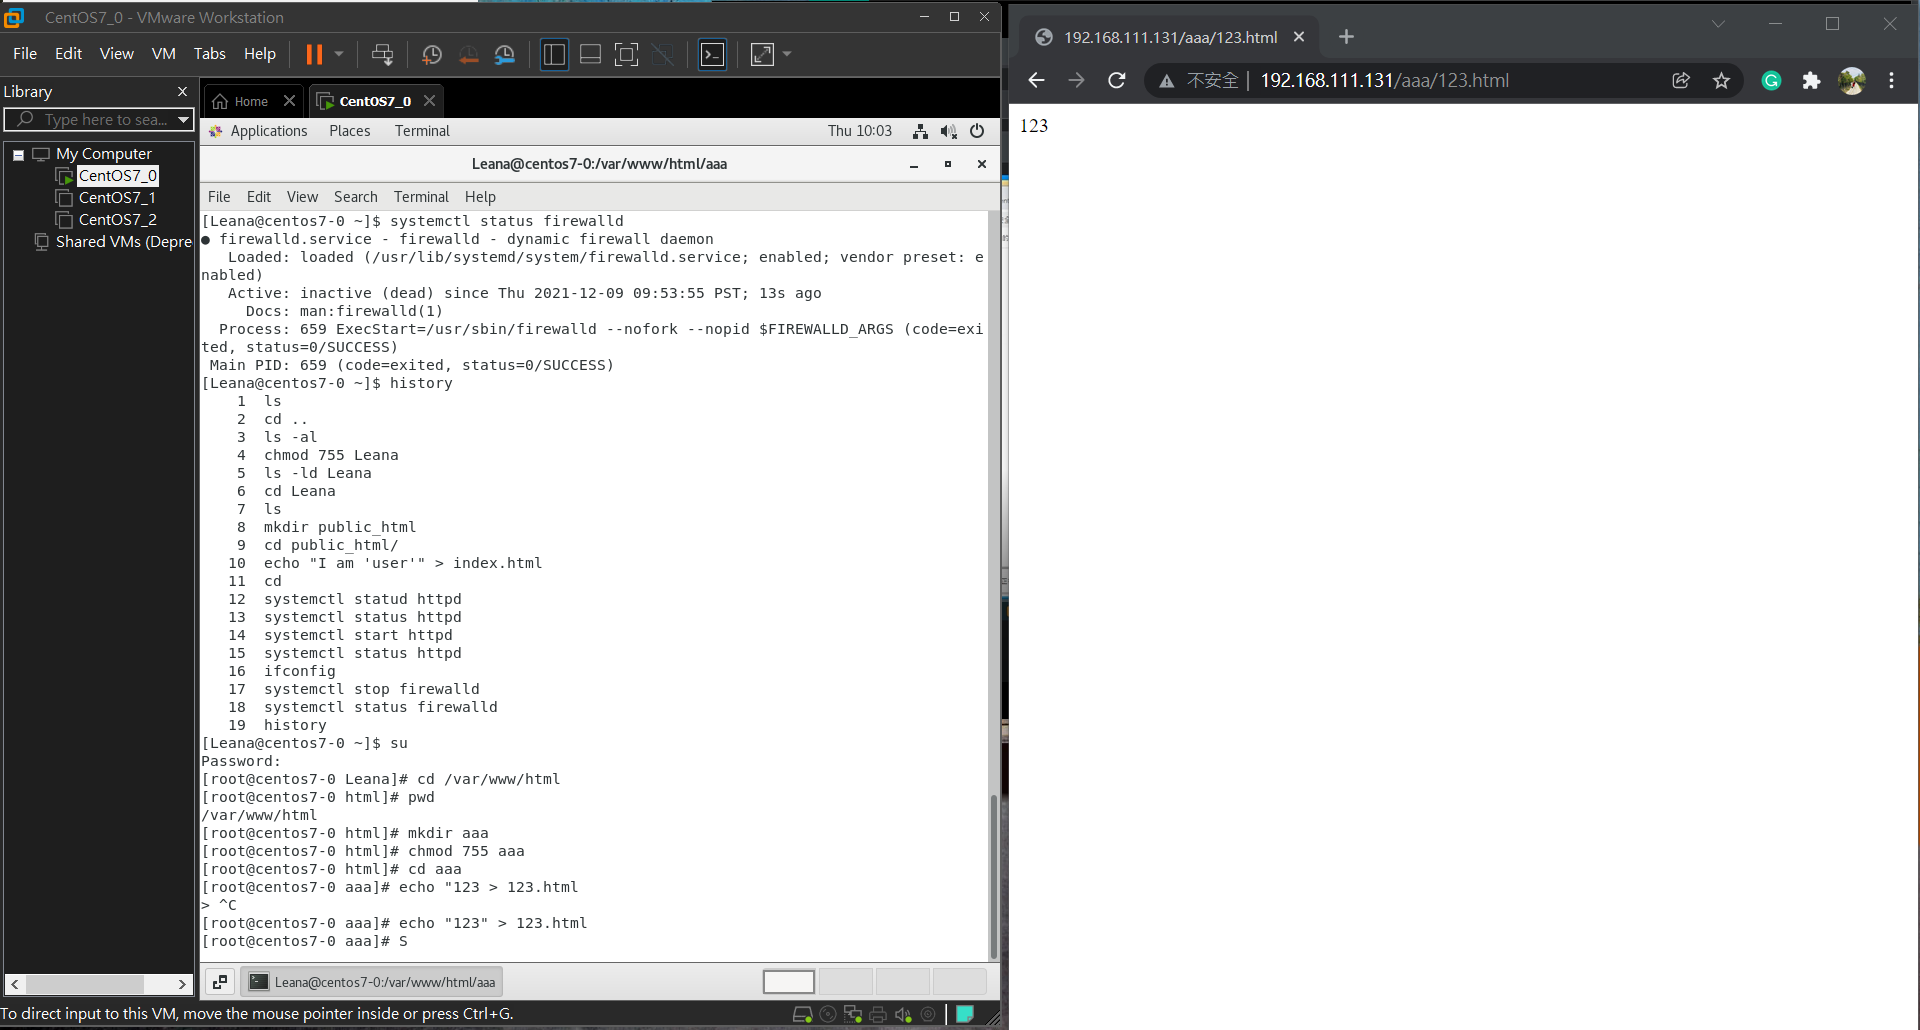 CentOS7_0 - VMware Workstation
File Edit View VM Tabs Help
Library
Type here to sea...
My Computer
CentOS7_0
CentOS7_1
CentOS7_2
Shared VMs (Depre
Home CentOS7_0
Applications Places Terminal Thu 10:03
Leana@centos7-0:/var/www/html/aaa
File Edit View Search Terminal Help
[Leana@centos7-0 ~]$ systemctl status firewalld
● firewalld.service - firewalld - dynamic firewall daemon
   Loaded: loaded (/usr/lib/systemd/system/firewalld.service; enabled; vendor preset: e
nabled)
   Active: inactive (dead) since Thu 2021-12-09 09:53:55 PST; 13s ago
     Docs: man:firewalld(1)
  Process: 659 ExecStart=/usr/sbin/firewalld --nofork --nopid $FIREWALLD_ARGS (code=exi
ted, status=0/SUCCESS)
 Main PID: 659 (code=exited, status=0/SUCCESS)
[Leana@centos7-0 ~]$ history
    1  ls
    2  cd ..
    3  ls -al
    4  chmod 755 Leana
    5  ls -ld Leana
    6  cd Leana
    7  ls
    8  mkdir public_html
    9  cd public_html/
   10  echo "I am 'user'" > index.html
   11  cd
   12  systemctl statud httpd
   13  systemctl status httpd
   14  systemctl start httpd
   15  systemctl status httpd
   16  ifconfig
   17  systemctl stop firewalld
   18  systemctl status firewalld
   19  history
[Leana@centos7-0 ~]$ su
Password:
[root@centos7-0 Leana]# cd /var/www/html
[root@centos7-0 html]# pwd
/var/www/html
[root@centos7-0 html]# mkdir aaa
[root@centos7-0 html]# chmod 755 aaa
[root@centos7-0 html]# cd aaa
[root@centos7-0 aaa]# echo "123 > 123.html
> ^C
[root@centos7-0 aaa]# echo "123" > 123.html
[root@centos7-0 aaa]# S
Leana@centos7-0:/var/www/html/aaa
To direct input to this VM, move the mouse pointer inside or press Ctrl+G.
192.168.111.131/aaa/123.html
不安全 | 192.168.111.131/aaa/123.html
123